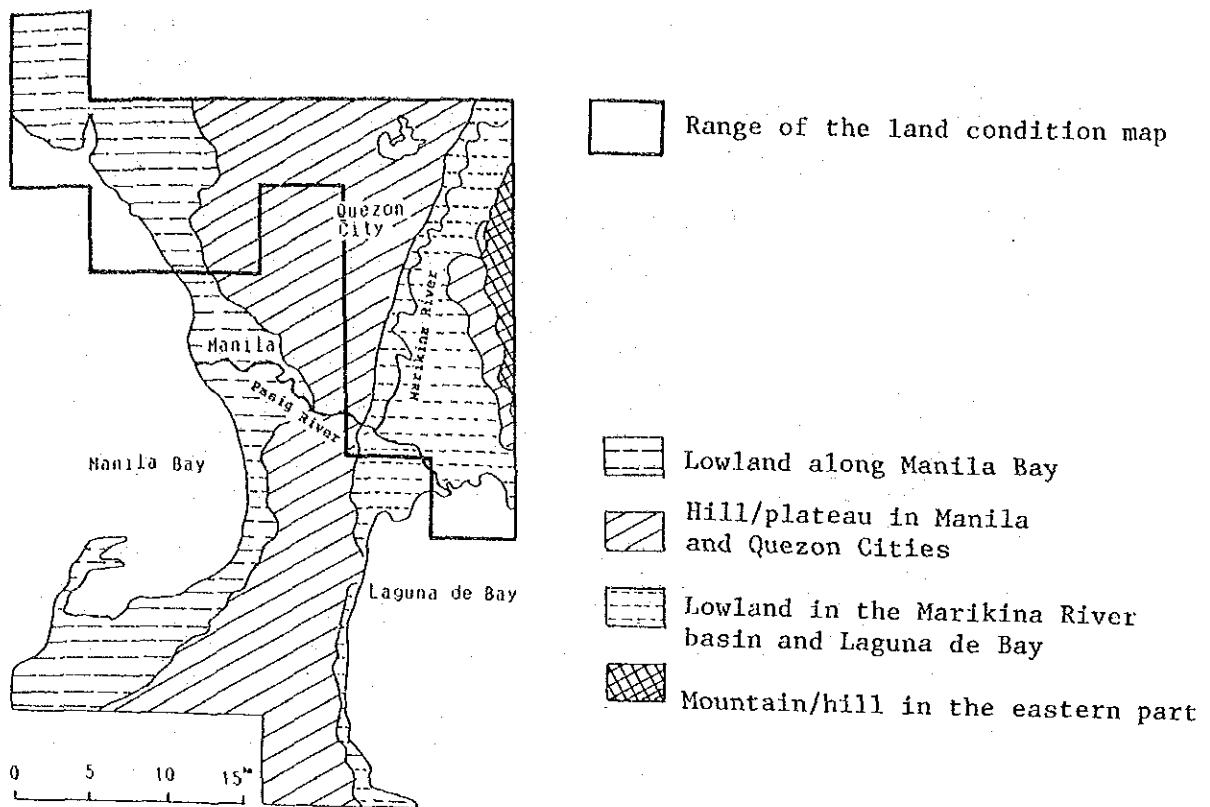 Quezon
City
Manila
Pasig River
Marikina River
Manila Bay
Laguna de Bay
0 5 10 15km
Range of the land condition map
Lowland along Manila Bay
Hill/plateau in Manila
and Quezon Cities
Lowland in the Marikina River
basin and Laguna de Bay
Mountain/hill in the eastern part